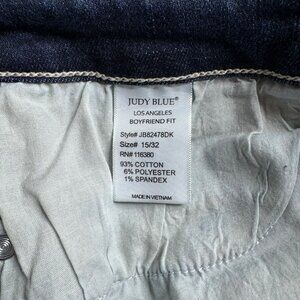 JUDY BLUE®
LOS ANGELES
BOYFRIEND FIT
Style# JB82478DK
Size# 15/32
RN# 116380
93% COTTON
6% POLYESTER
1% SPANDEX
MADE IN VIETNAM